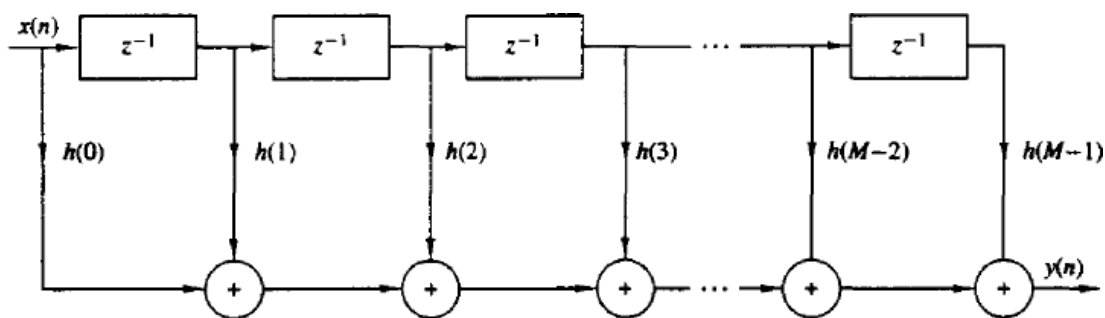 x(n)
z⁻¹ z⁻¹ z⁻¹ ... z⁻¹
h(0) h(1) h(2) h(3) h(M−2) h(M−1)
+ + + ... + + y(n)